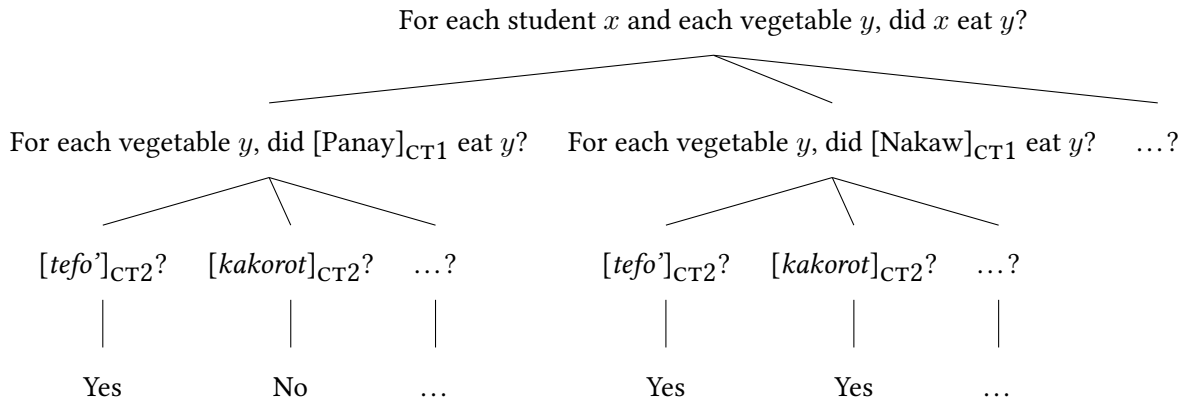 For each student x and each vegetable y, did x eat y?
For each vegetable y, did [Panay]CT1 eat y? For each vegetable y, did [Nakaw]CT1 eat y? …?
[tefo’]CT2? [kakorot]CT2? …? [tefo’]CT2? [kakorot]CT2? …?
Yes No … Yes Yes …